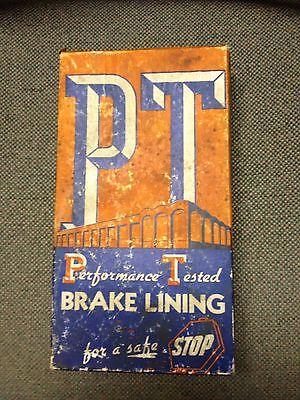 PT
Performance Tested
BRAKE LINING
for a safe STOP